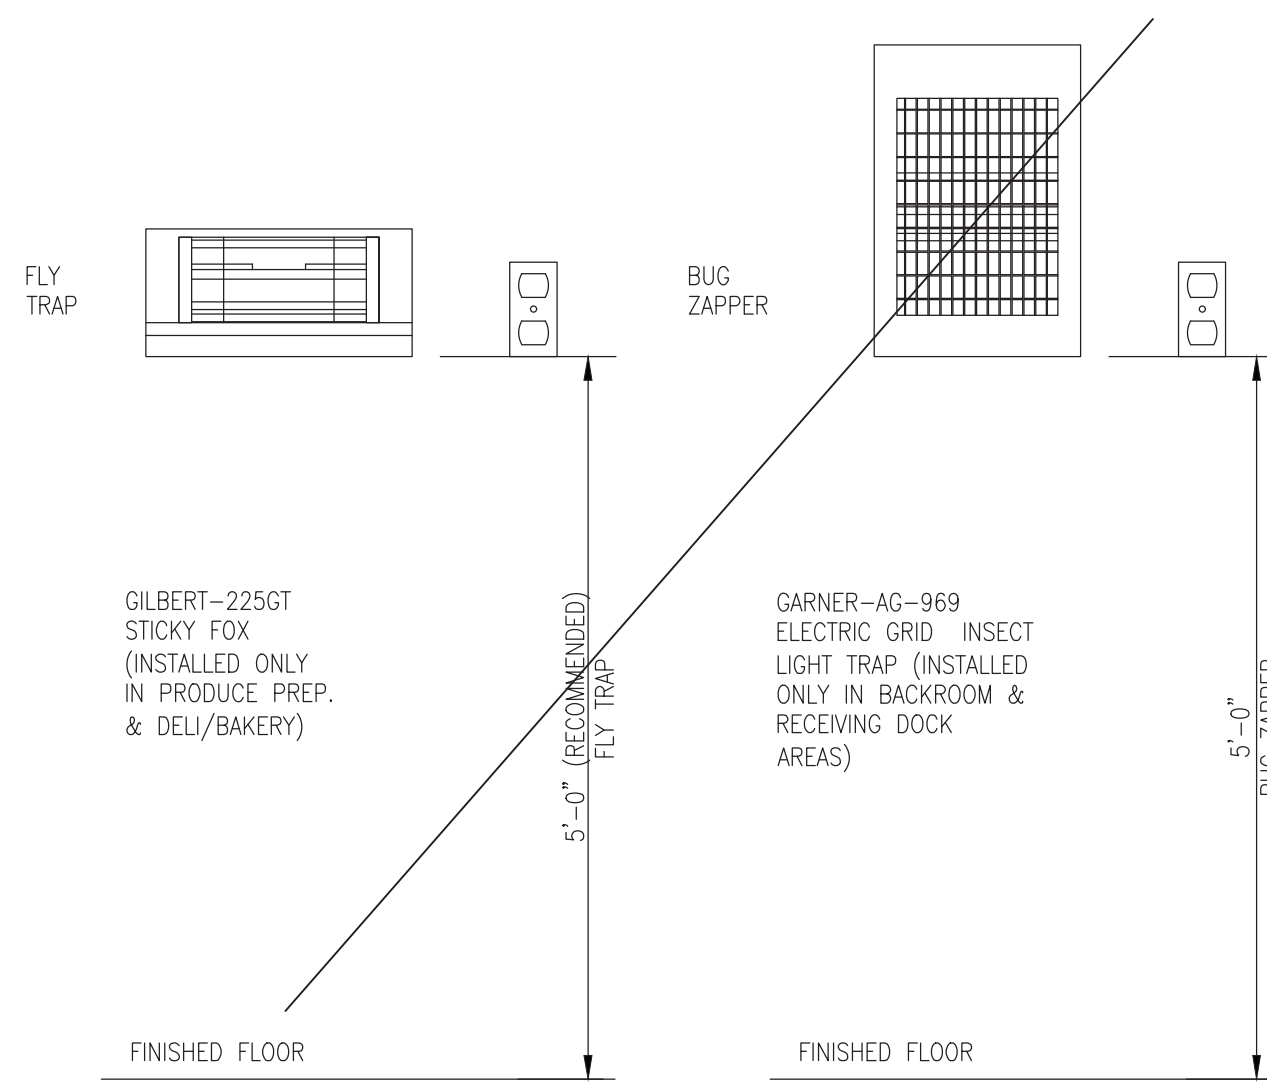 FLY
TRAP
BUG
ZAPPER
GILBERT-225GT
STICKY FOX
(INSTALLED ONLY
IN PRODUCE PREP.
& DELI/BAKERY)
5'-0" (RECOMMENDED)
FLY TRAP
GARNER-AG-969
ELECTRIC GRID INSECT
LIGHT TRAP (INSTALLED
ONLY IN BACKROOM &
RECEIVING DOCK
AREAS)
5'-0"
BUG ZAPPER
FINISHED FLOOR
FINISHED FLOOR